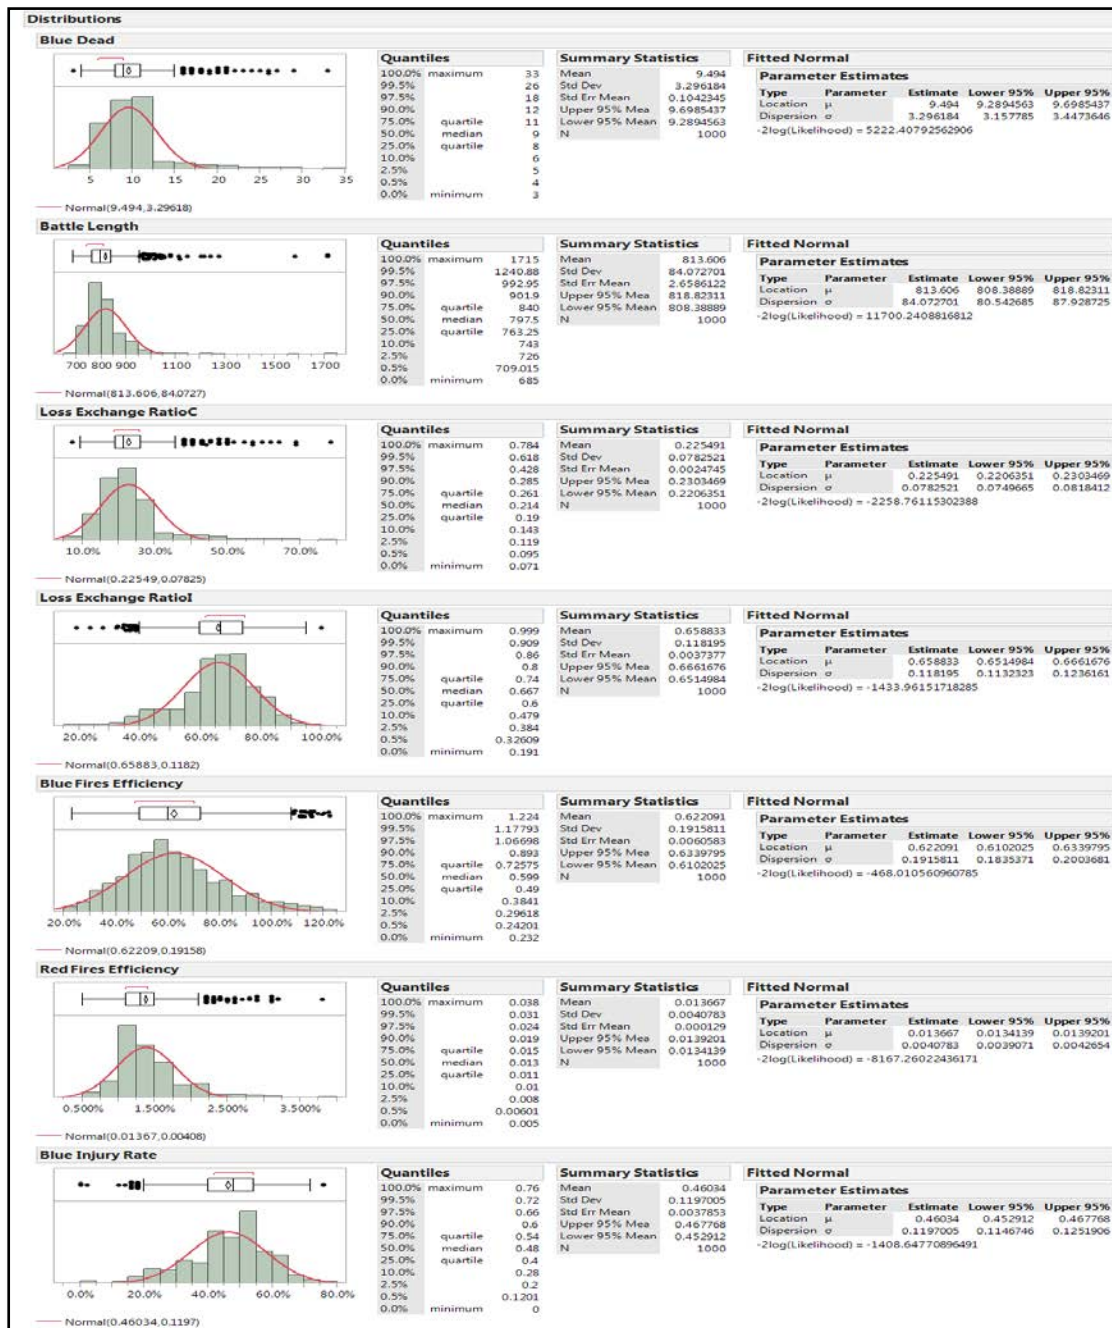 Distributions
Blue Dead
5 10 15 20 25 30 35
Normal(9.494,3.29618)
Quantiles
100.0% maximum 33
99.5% 26
97.5% 18
90.0% 12
75.0% quartile 11
50.0% median 9
25.0% quartile 8
10.0% 6
2.5% 5
0.5% 4
0.0% minimum 3
Summary Statistics
Mean 9.494
Std Dev 3.296184
Std Err Mean 0.1042345
Upper 95% Mea 9.6985437
Lower 95% Mean 9.2894563
N 1000
Fitted Normal
Parameter Estimates
Type Parameter Estimate Lower 95% Upper 95%
Location μ 9.494 9.2894563 9.6985437
Dispersion σ 3.296184 3.157785 3.4473646
-2log(Likelihood) = 5222.40792562906
Battle Length
700 800 900 1100 1300 1500 1700
Normal(813.606,84.0727)
Quantiles
100.0% maximum 1715
99.5% 1240.88
97.5% 992.95
90.0% 901.9
75.0% quartile 840
50.0% median 797.5
25.0% quartile 763.25
10.0% 743
2.5% 726
0.5% 709.015
0.0% minimum 685
Summary Statistics
Mean 813.606
Std Dev 84.072701
Std Err Mean 2.6586122
Upper 95% Mea 818.82311
Lower 95% Mean 808.38889
N 1000
Fitted Normal
Parameter Estimates
Type Parameter Estimate Lower 95% Upper 95%
Location μ 813.606 808.38889 818.82311
Dispersion σ 84.072701 80.542685 87.928725
-2log(Likelihood) = 11700.2408816812
Loss Exchange RatioC
10.0% 30.0% 50.0% 70.0%
Normal(0.22549,0.07825)
Quantiles
100.0% maximum 0.784
99.5% 0.618
97.5% 0.428
90.0% 0.285
75.0% quartile 0.261
50.0% median 0.214
25.0% quartile 0.19
10.0% 0.143
2.5% 0.119
0.5% 0.095
0.0% minimum 0.071
Summary Statistics
Mean 0.225491
Std Dev 0.0782521
Std Err Mean 0.0024745
Upper 95% Mea 0.2303469
Lower 95% Mean 0.2206351
N 1000
Fitted Normal
Parameter Estimates
Type Parameter Estimate Lower 95% Upper 95%
Location μ 0.225491 0.2206351 0.2303469
Dispersion σ 0.0782521 0.0749665 0.0818412
-2log(Likelihood) = -2258.76115302388
Loss Exchange RatioI
20.0% 40.0% 60.0% 80.0% 100.0%
Normal(0.65883,0.1182)
Quantiles
100.0% maximum 0.999
99.5% 0.909
97.5% 0.86
90.0% 0.8
75.0% quartile 0.74
50.0% median 0.667
25.0% quartile 0.6
10.0% 0.479
2.5% 0.384
0.5% 0.32609
0.0% minimum 0.191
Summary Statistics
Mean 0.658833
Std Dev 0.118195
Std Err Mean 0.0037377
Upper 95% Mea 0.6661676
Lower 95% Mean 0.6514984
N 1000
Fitted Normal
Parameter Estimates
Type Parameter Estimate Lower 95% Upper 95%
Location μ 0.658833 0.6514984 0.6661676
Dispersion σ 0.118195 0.1132323 0.1236161
-2log(Likelihood) = -1433.96151718285
Blue Fires Efficiency
20.0% 40.0% 60.0% 80.0% 100.0% 120.0%
Normal(0.62209,0.19158)
Quantiles
100.0% maximum 1.224
99.5% 1.17793
97.5% 1.06698
90.0% 0.893
75.0% quartile 0.72575
50.0% median 0.599
25.0% quartile 0.49
10.0% 0.3841
2.5% 0.29618
0.5% 0.24201
0.0% minimum 0.232
Summary Statistics
Mean 0.622091
Std Dev 0.1915811
Std Err Mean 0.0060583
Upper 95% Mea 0.6339795
Lower 95% Mean 0.6102025
N 1000
Fitted Normal
Parameter Estimates
Type Parameter Estimate Lower 95% Upper 95%
Location μ 0.622091 0.6102025 0.6339795
Dispersion σ 0.1915811 0.1835371 0.2003681
-2log(Likelihood) = -468.010560960785
Red Fires Efficiency
0.500% 1.500% 2.500% 3.500%
Normal(0.01367,0.00408)
Quantiles
100.0% maximum 0.038
99.5% 0.031
97.5% 0.024
90.0% 0.019
75.0% quartile 0.015
50.0% median 0.013
25.0% quartile 0.011
10.0% 0.01
2.5% 0.008
0.5% 0.00601
0.0% minimum 0.005
Summary Statistics
Mean 0.013667
Std Dev 0.0040783
Std Err Mean 0.000129
Upper 95% Mea 0.0139201
Lower 95% Mean 0.0134139
N 1000
Fitted Normal
Parameter Estimates
Type Parameter Estimate Lower 95% Upper 95%
Location μ 0.013667 0.0134139 0.0139201
Dispersion σ 0.0040783 0.0039071 0.0042654
-2log(Likelihood) = -8167.26022436171
Blue Injury Rate
0.0% 20.0% 40.0% 60.0% 80.0%
Normal(0.46034,0.1197)
Quantiles
100.0% maximum 0.76
99.5% 0.72
97.5% 0.66
90.0% 0.6
75.0% quartile 0.54
50.0% median 0.48
25.0% quartile 0.4
10.0% 0.28
2.5% 0.2
0.5% 0.1201
0.0% minimum 0
Summary Statistics
Mean 0.46034
Std Dev 0.1197005
Std Err Mean 0.0037853
Upper 95% Mea 0.467768
Lower 95% Mean 0.452912
N 1000
Fitted Normal
Parameter Estimates
Type Parameter Estimate Lower 95% Upper 95%
Location μ 0.46034 0.452912 0.467768
Dispersion σ 0.1197005 0.1146746 0.1251906
-2log(Likelihood) = -1408.64770896491